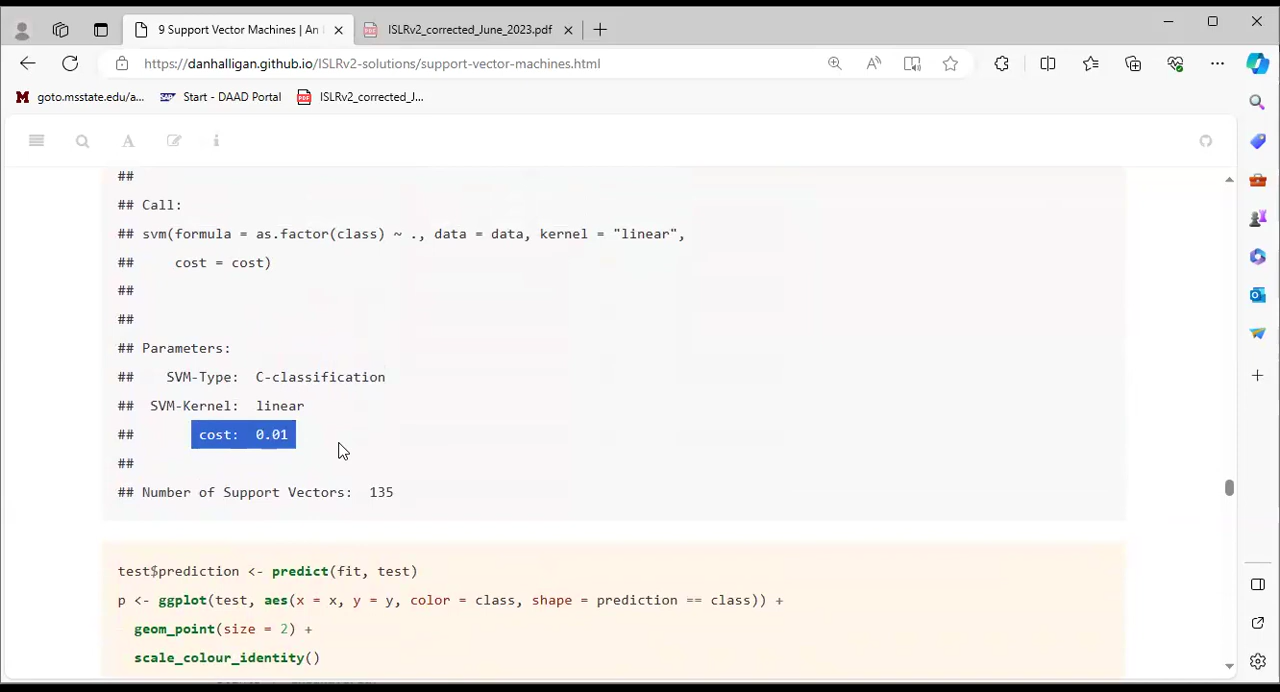 9 Support Vector Machines | An I
ISLRv2_corrected_June_2023.pdf
https://danhalligan.github.io/ISLRv2-solutions/support-vector-machines.html
goto.msstate.edu/a...
Start - DAAD Portal
ISLRv2_corrected_J...
##
## Call:
## svm(formula = as.factor(class) ~ ., data = data, kernel = "linear",
## cost = cost)
##
##
## Parameters:
## SVM-Type: C-classification
## SVM-Kernel: linear
## cost: 0.01
##
## Number of Support Vectors: 135
test$prediction <- predict(fit, test)
p <- ggplot(test, aes(x = x, y = y, color = class, shape = prediction == class)) +
geom_point(size = 2) +
scale_colour_identity()